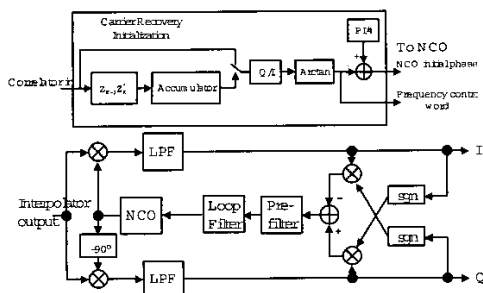 Carrier Recovery
Initialization
PI/4
To NCO
NCO initial phase
Correlator
Accumulator
Q/I
Arctan
Frequency contro
word
LPF
I
sgn
Interpolator
output
NCO
Loop
Filter
Pre-
filter
sgn
-90°
LPF
Q